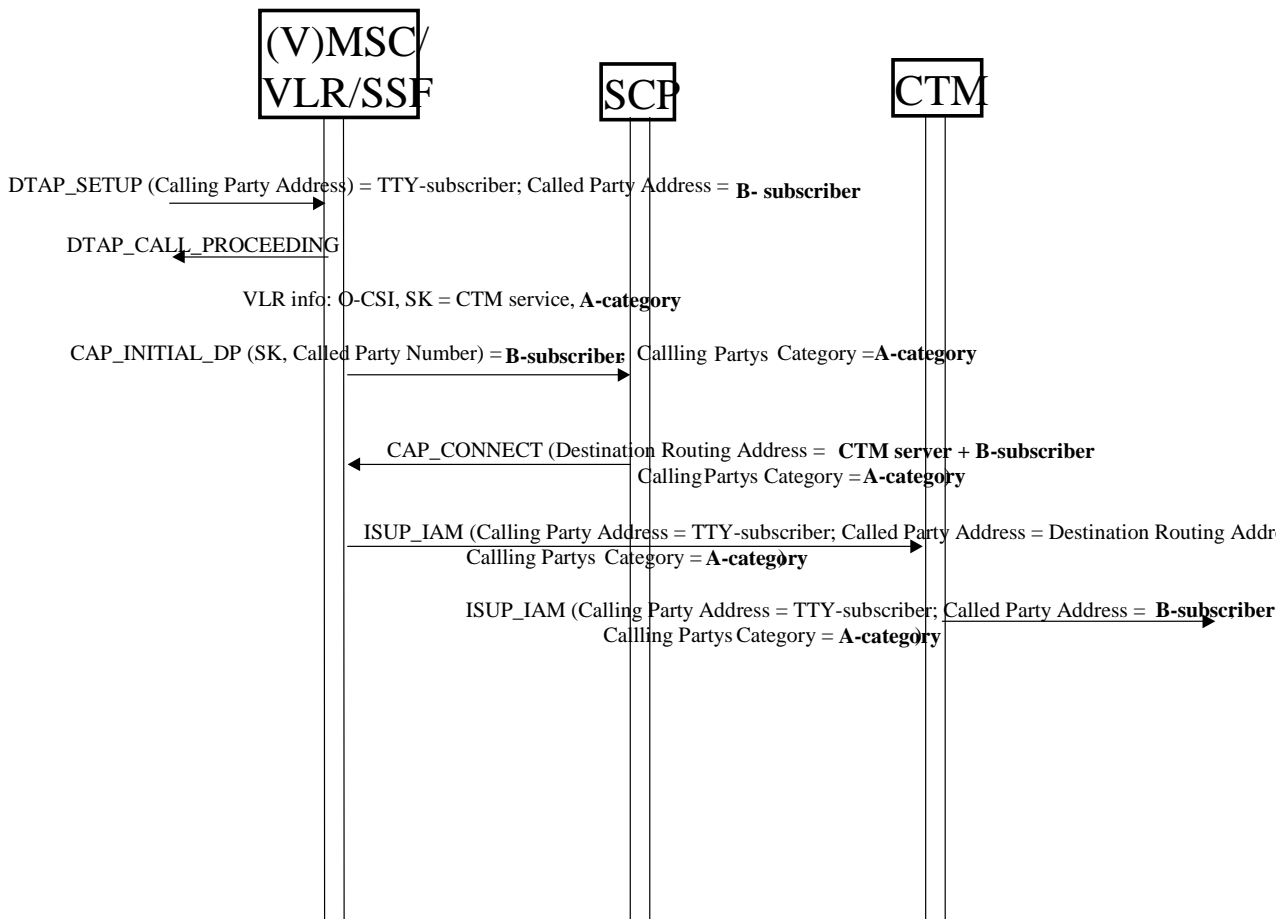 (V)MSC/
VLR/SSF
SCP
CTM
DTAP_SETUP (Calling Party Address) = TTY-subscriber; Called Party Address = B- subscriber
DTAP_CALL_PROCEEDING
VLR info: O-CSI, SK = CTM service, A-category
CAP_INITIAL_DP (SK, Called Party Number) = B-subscriber, Callling Partys Category =A-category
CAP_CONNECT (Destination Routing Address = CTM server + B-subscriber
Calling Partys Category =A-category)
ISUP_IAM (Calling Party Address = TTY-subscriber; Called Party Address = Destination Routing Addre
Callling Partys Category = A-category)
ISUP_IAM (Calling Party Address = TTY-subscriber; Called Party Address = B-subscriber;
Callling Partys Category = A-category)